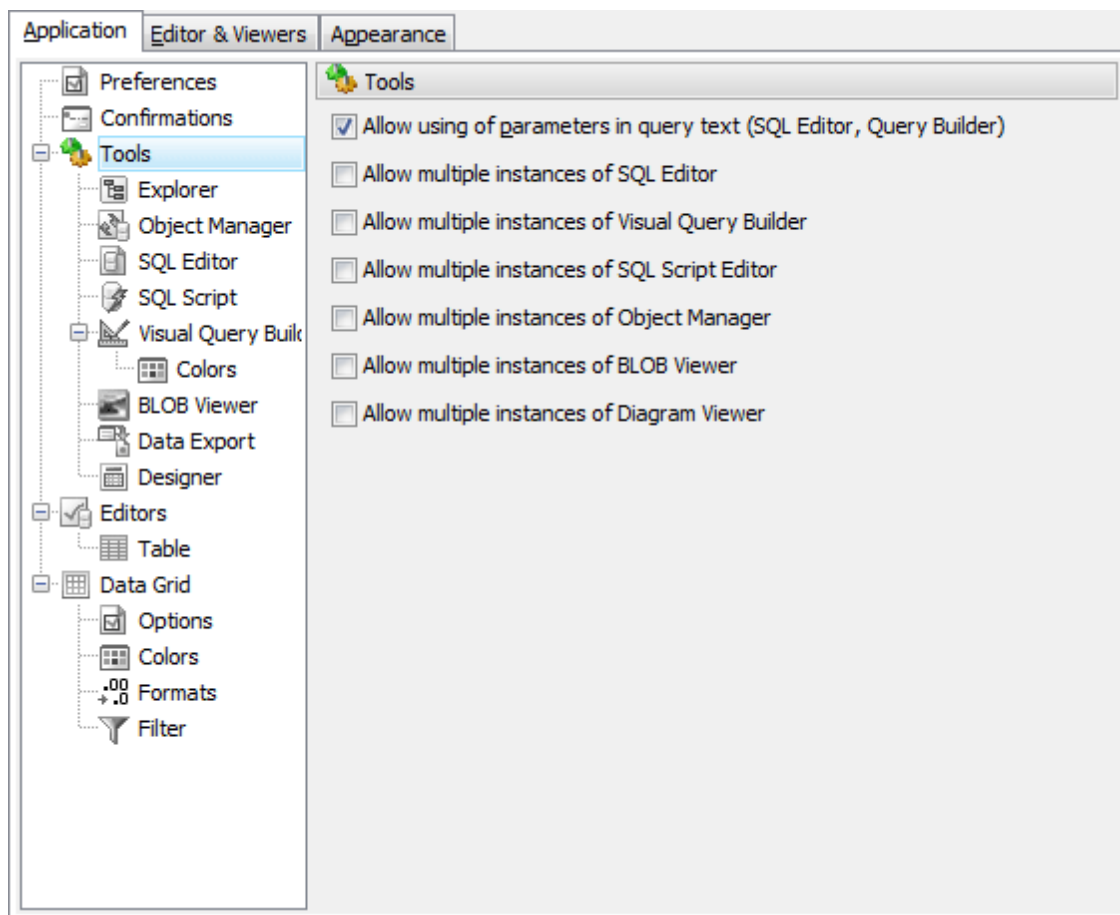 Application
Editor & Viewers
Appearance
Preferences
Confirmations
Tools
Explorer
Object Manager
SQL Editor
SQL Script
Visual Query Buil
Colors
BLOB Viewer
Data Export
Designer
Editors
Table
Data Grid
Options
Colors
Formats
Filter
Tools
Allow using of parameters in query text (SQL Editor, Query Builder)
Allow multiple instances of SQL Editor
Allow multiple instances of Visual Query Builder
Allow multiple instances of SQL Script Editor
Allow multiple instances of Object Manager
Allow multiple instances of BLOB Viewer
Allow multiple instances of Diagram Viewer